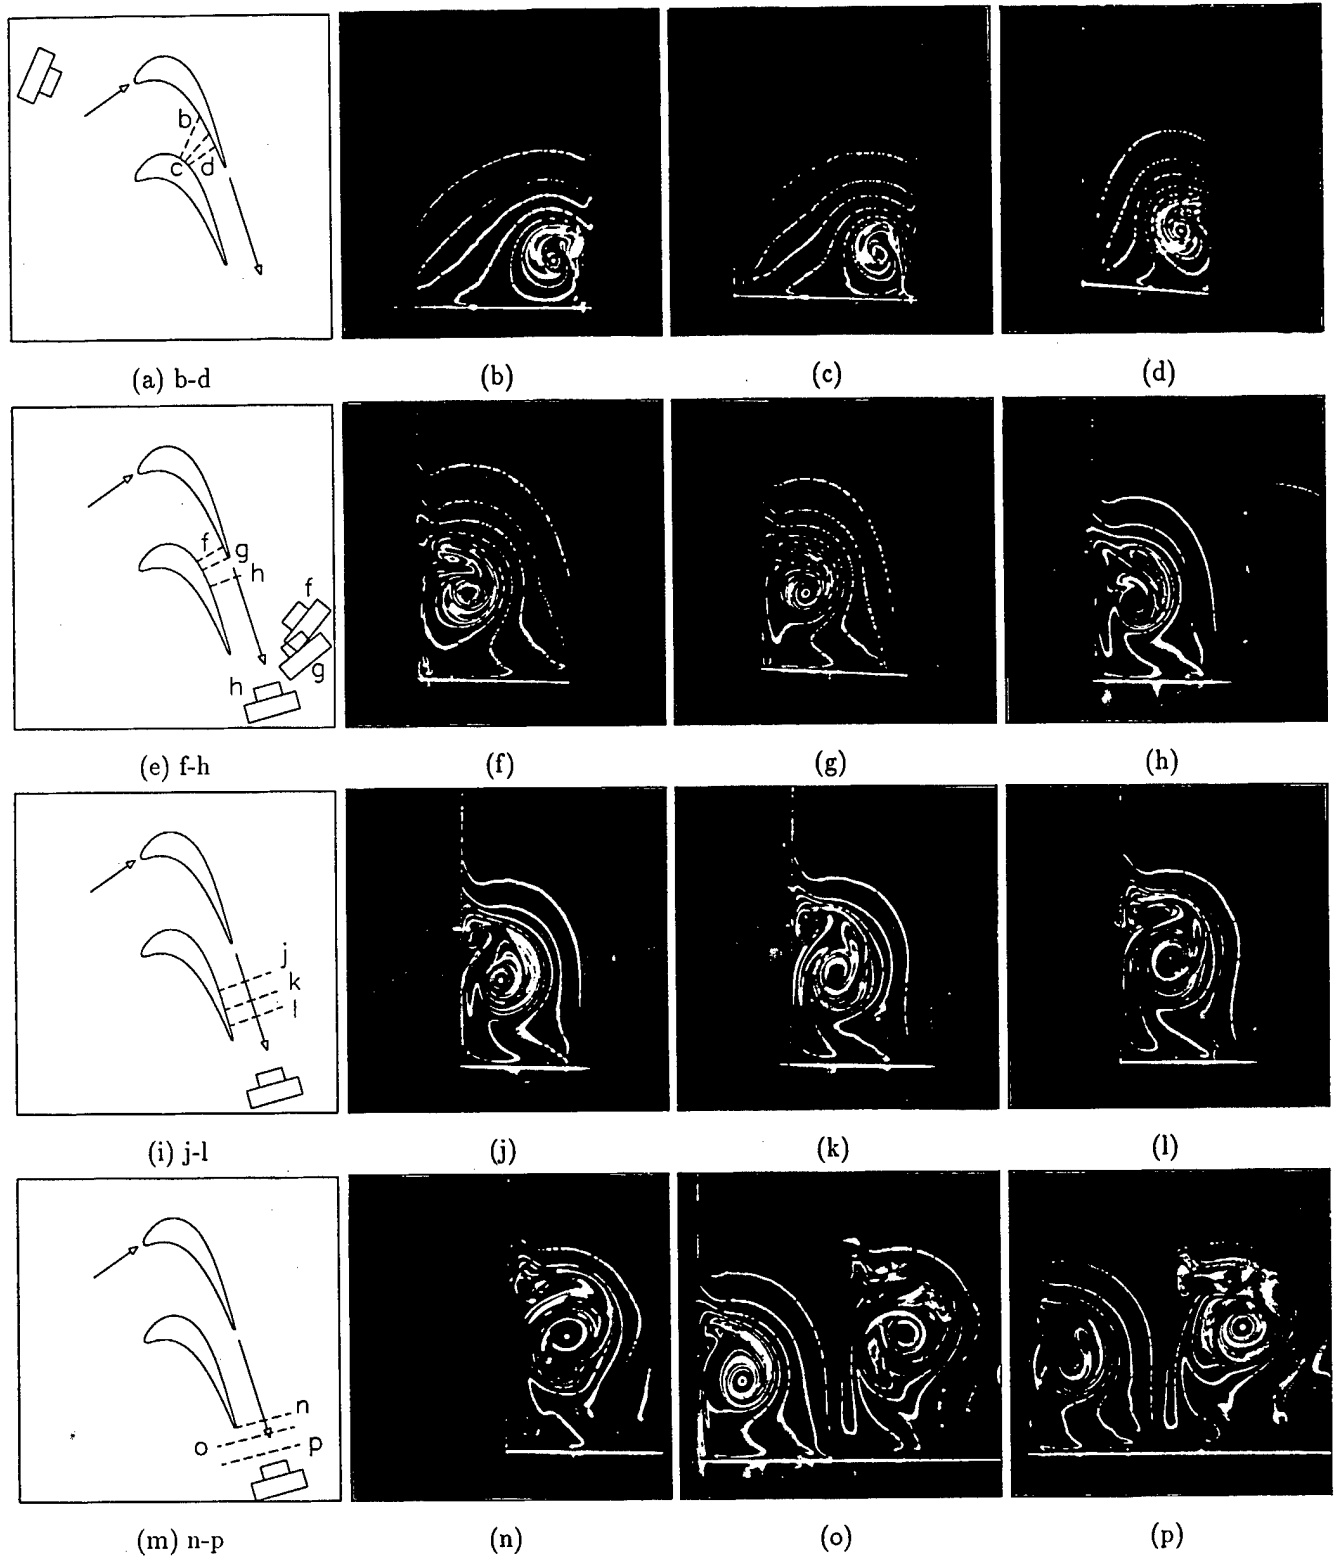 b
c d
(a) b-d
(b)
(c)
(d)
f
g
h
f
g
h
(e) f-h
(f)
(g)
(h)
j
k
l
(i) j-l
(j)
(k)
(l)
n
o
p
(m) n-p
(n)
(o)
(p)